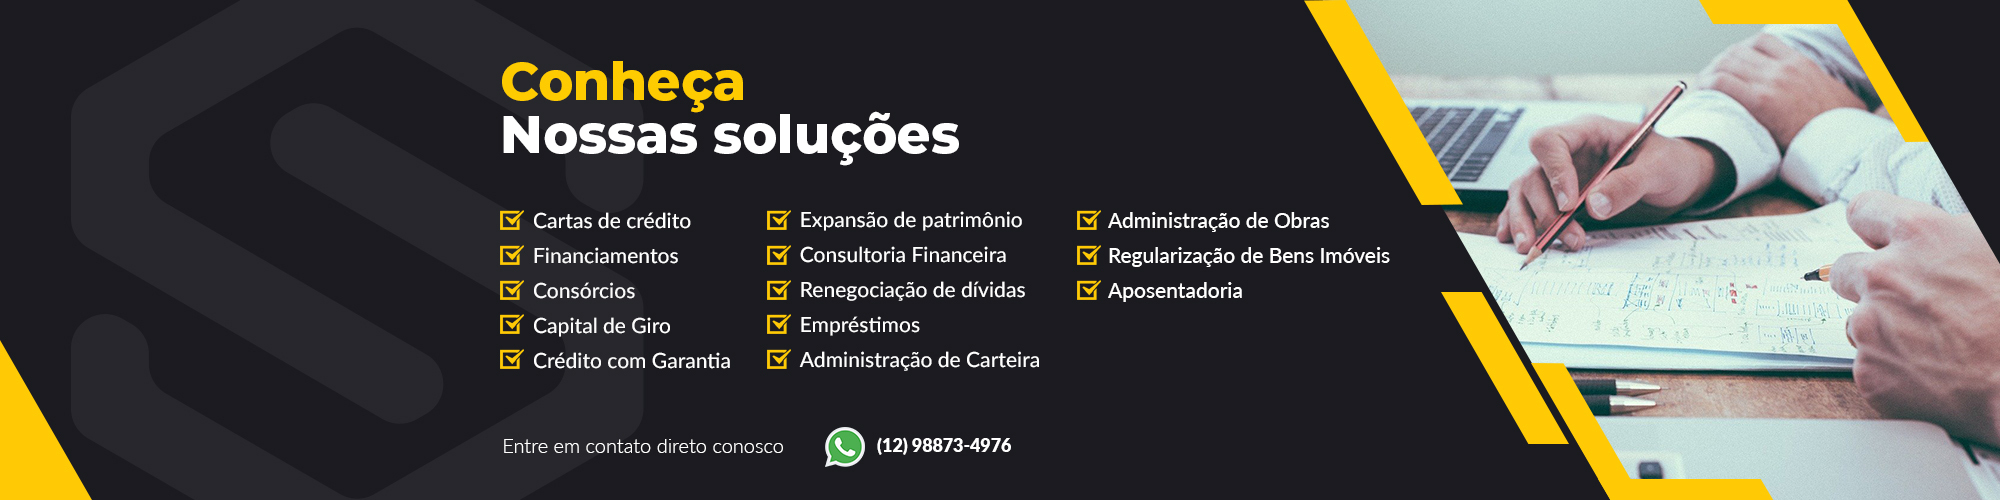 Conheça
Nossas soluções
Cartas de crédito
Financiamentos
Consórcios
Capital de Giro
Crédito com Garantia
Expansão de patrimônio
Consultoria Financeira
Renegociação de dívidas
Empréstimos
Administração de Carteira
Administração de Obras
Regularização de Bens Imóveis
Aposentadoria
Entre em contato direto conosco
(12) 98873-4976